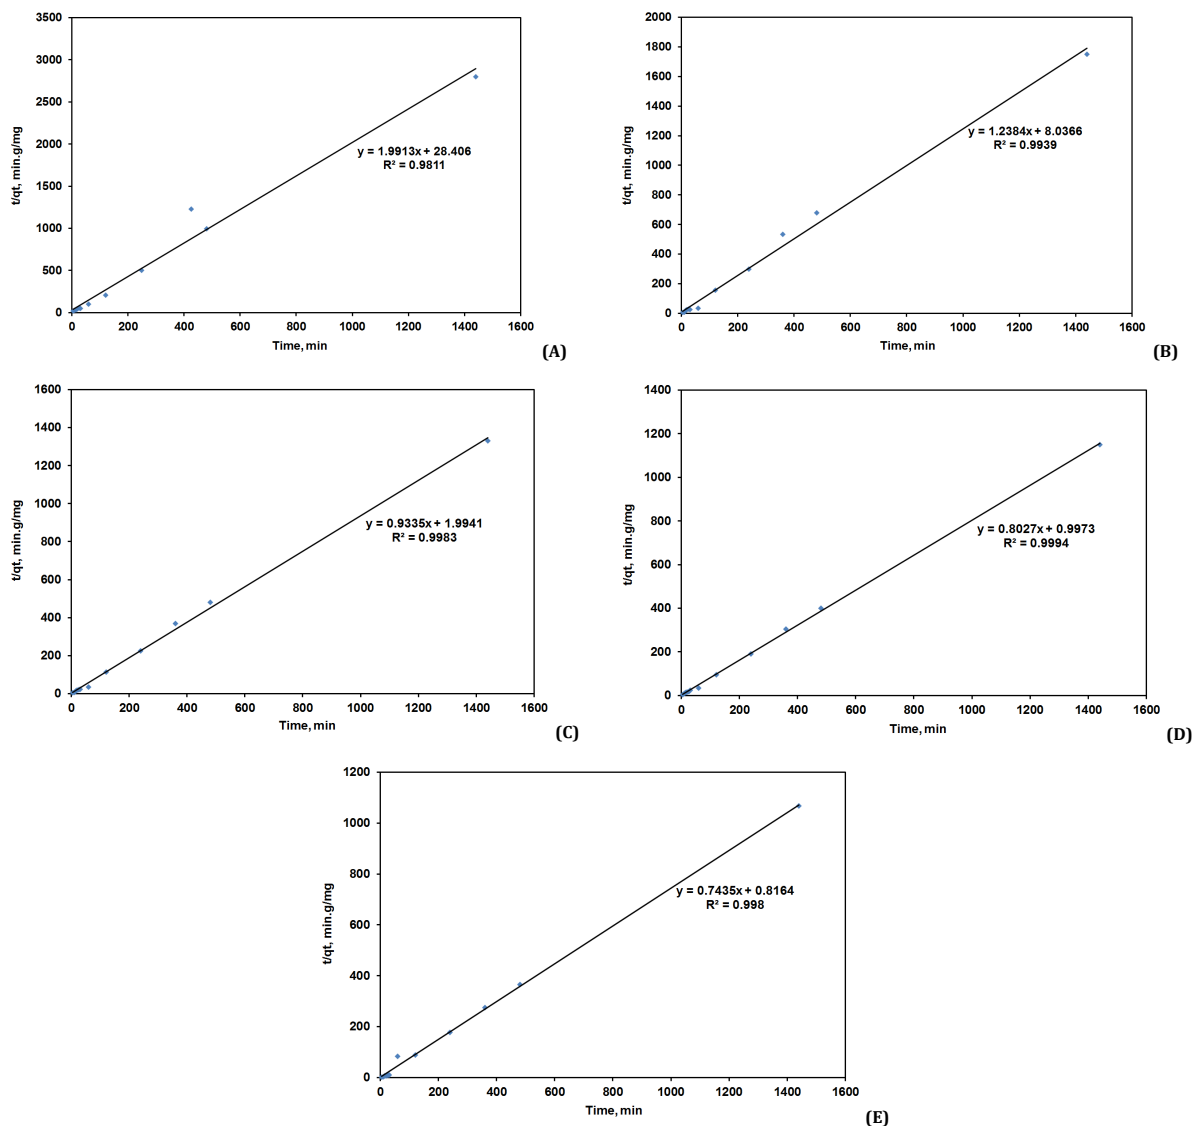 3500
3000
2500
2000
1500
1000
500
0
t/qt, min.g/mg
y = 1.9913x + 28.406
R² = 0.9811
0 200 400 600 800 1000 1200 1400 1600
Time, min
(A)
2000
1800
1600
1400
1200
1000
800
600
400
200
0
t/qt, min.g/mg
y = 1.2384x + 8.0366
R² = 0.9939
0 200 400 600 800 1000 1200 1400 1600
Time, min
(B)
1600
1400
1200
1000
800
600
400
200
0
t/qt, min.g/mg
y = 0.9335x + 1.9941
R² = 0.9983
0 200 400 600 800 1000 1200 1400 1600
Time, min
(C)
1400
1200
1000
800
600
400
200
0
t/qt, min.g/mg
y = 0.8027x + 0.9973
R² = 0.9994
0 200 400 600 800 1000 1200 1400 1600
Time, min
(D)
1200
1000
800
600
400
200
0
t/qt, min.g/mg
y = 0.7435x + 0.8164
R² = 0.998
0 200 400 600 800 1000 1200 1400 1600
Time, min
(E)